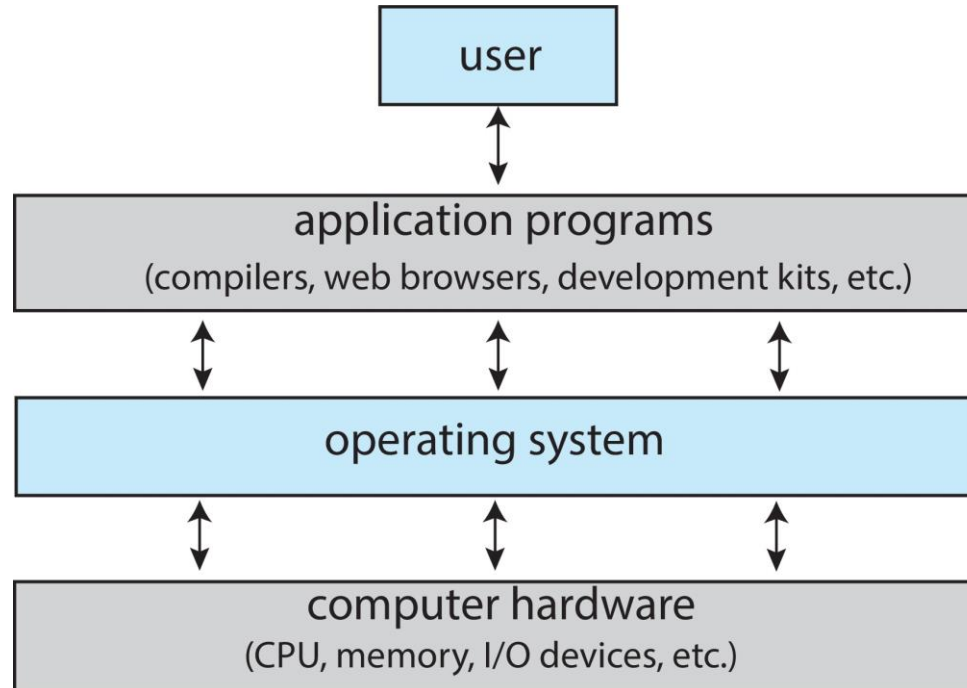 user
application programs
(compilers, web browsers, development kits, etc.)
operating system
computer hardware
(CPU, memory, I/O devices, etc.)